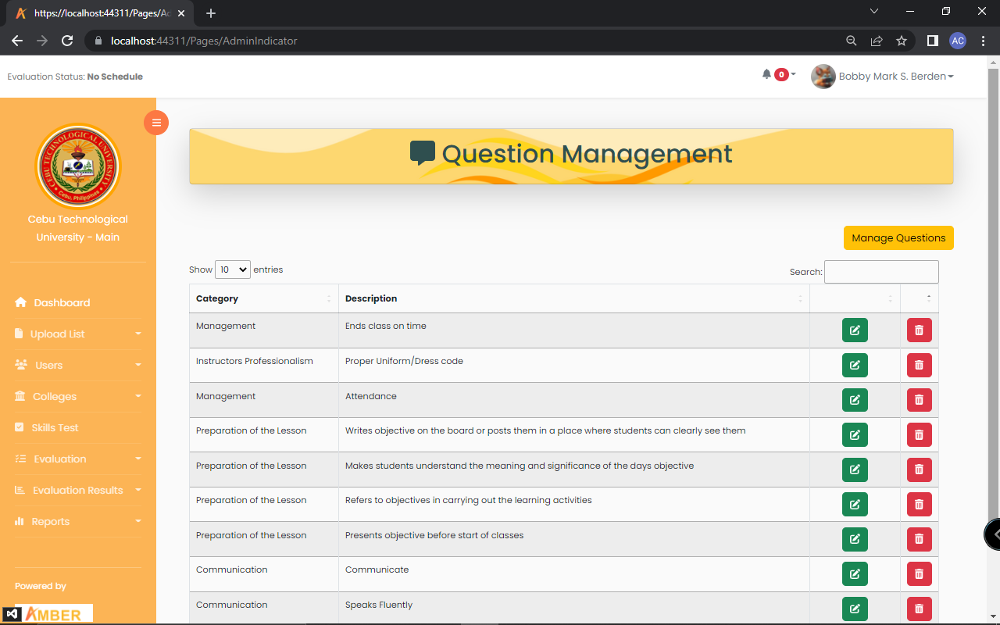 https://localhost:44311/Pages/Ad
localhost:44311/Pages/AdminIndicator
AC
Evaluation Status: No Schedule
0
Bobby Mark S. Berden
CEBU TECHNOLOGICAL UNIVERSITY
Cebu, Philippines
Cebu Technological
University - Main
Dashboard
Upload List
Users
Colleges
Skills Test
Evaluation
Evaluation Results
Reports
Powered by
AMBER
Question Management
Manage Questions
Show 10 entries
Search:
Category Description
Management Ends class on time
Instructors Professionalism Proper Uniform/Dress code
Management Attendance
Preparation of the Lesson Writes objective on the board or posts them in a place where students can clearly see them
Preparation of the Lesson Makes students understand the meaning and significance of the days objective
Preparation of the Lesson Refers to objectives in carrying out the learning activities
Preparation of the Lesson Presents objective before start of classes
Communication Communicate
Communication Speaks Fluently